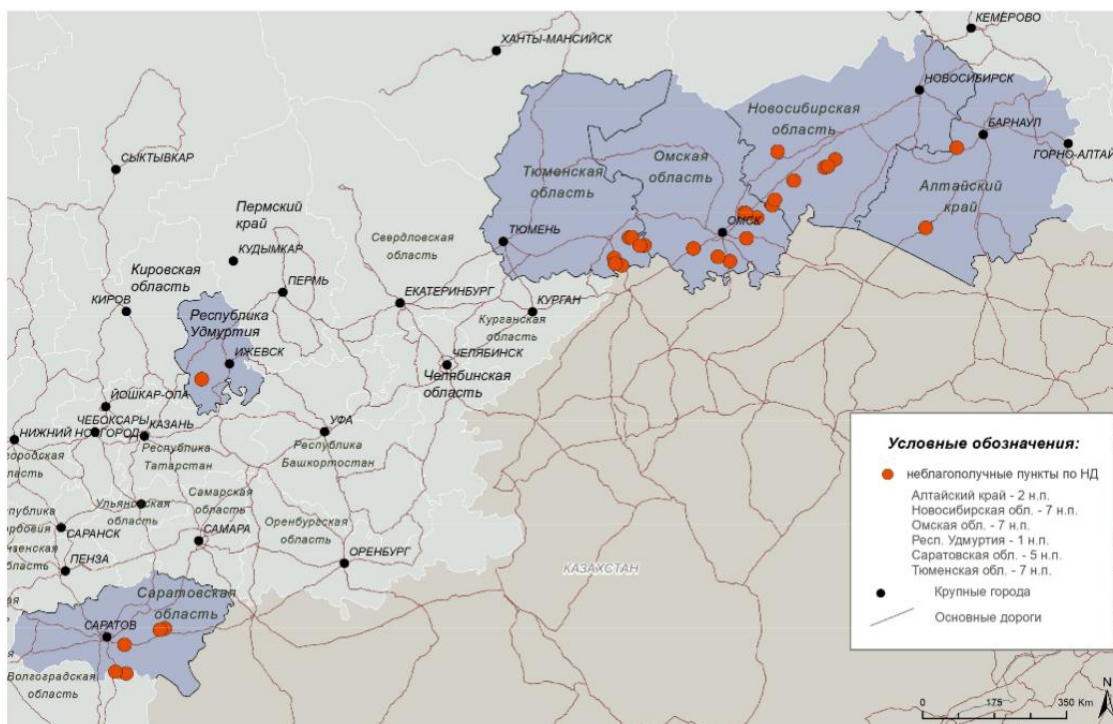 КЕМЕРОВО
ХАНТЫ-МАНСИЙСК
НОВОСИБИРСК
Новосибирская
область
БАРНАУЛ
ГОРНО-АЛТАЙ
СЫКТЫВКАР
Омская
область
Тюменская
область
Алтайский
край
Пермский
край
ТЮМЕНЬ
ОМСК
Свердловская
область
КУДЫМКАР
Кировская
область
ПЕРМЬ
ЕКАТЕРИНБУРГ
КУРГАН
КИРОВ
Республика
Удмуртия
Курганская
область
ИЖЕВСК
ЧЕЛЯБИНСК
Челябинская
область
ЙОШКАР-ОЛА
ЧЕБОКСАРЫ
НИЖНИЙ НОВГОРОД
КАЗАНЬ
УФА
Республика
Татарстан
Республика
Башкортостан
городская
область
Ульяновская
область
Самарская
область
САМАРА
Оренбургская
область
ОРЕНБУРГ
САРАНСК
ПЕНЗА
область
КАЗАХСТАН
Саратовская
область
САРАТОВ
Волгоградская
область
Условные обозначения:
неблагополучные пункты по НД
Алтайский край - 2 н.п.
Новосибирская обл. - 7 н.п.
Омская обл. - 7 н.п.
Респ. Удмуртия - 1 н.п.
Саратовская обл. - 5 н.п.
Тюменская обл. - 7 н.п.
Крупные города
Основные дороги
N
0 175 350 Km